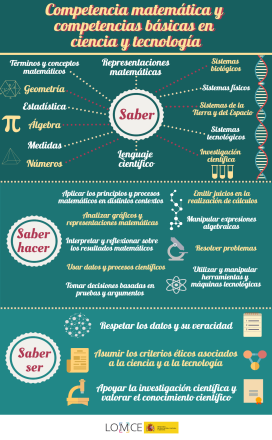 Competencia matemática y
competencias básicas en
ciencia y tecnología
Términos y conceptos
matemáticos
Representaciones
matemáticas
Sistemas
biológicos
Geometría
Sistemas físicos
Estadística
Saber
Sistemas de la
Tierra y del Espacio
π
Álgebra
Sistemas
tecnológicos
Medidas
Lenguaje
científico
Investigación
científica
Números
Saber
hacer
Aplicar los principios y procesos
matemáticos en distintos contextos
Emitir juicios en la
realización de cálculos
Analizar gráficos y
representaciones matemáticas
Manipular expresiones
algebraicas
Interpretar y reflexionar sobre
los resultados matemáticos
Resolver problemas
Usar datos y procesos científicos
Utilizar y manipular
herramientas y
máquinas tecnológicas
Tomar decisiones basadas en
pruebas y argumentos
Saber
ser
Respetar los datos y su veracidad
Asumir los criterios éticos asociados
a la ciencia y a la tecnología
Apoyar la investigación científica y
valorar el conocimiento científico
LOMCE